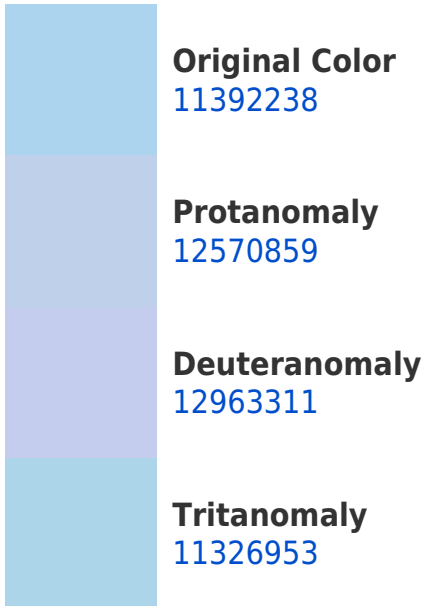 Original Color
11392238
Protanomaly
12570859
Deuteranomaly
12963311
Tritanomaly
11326953